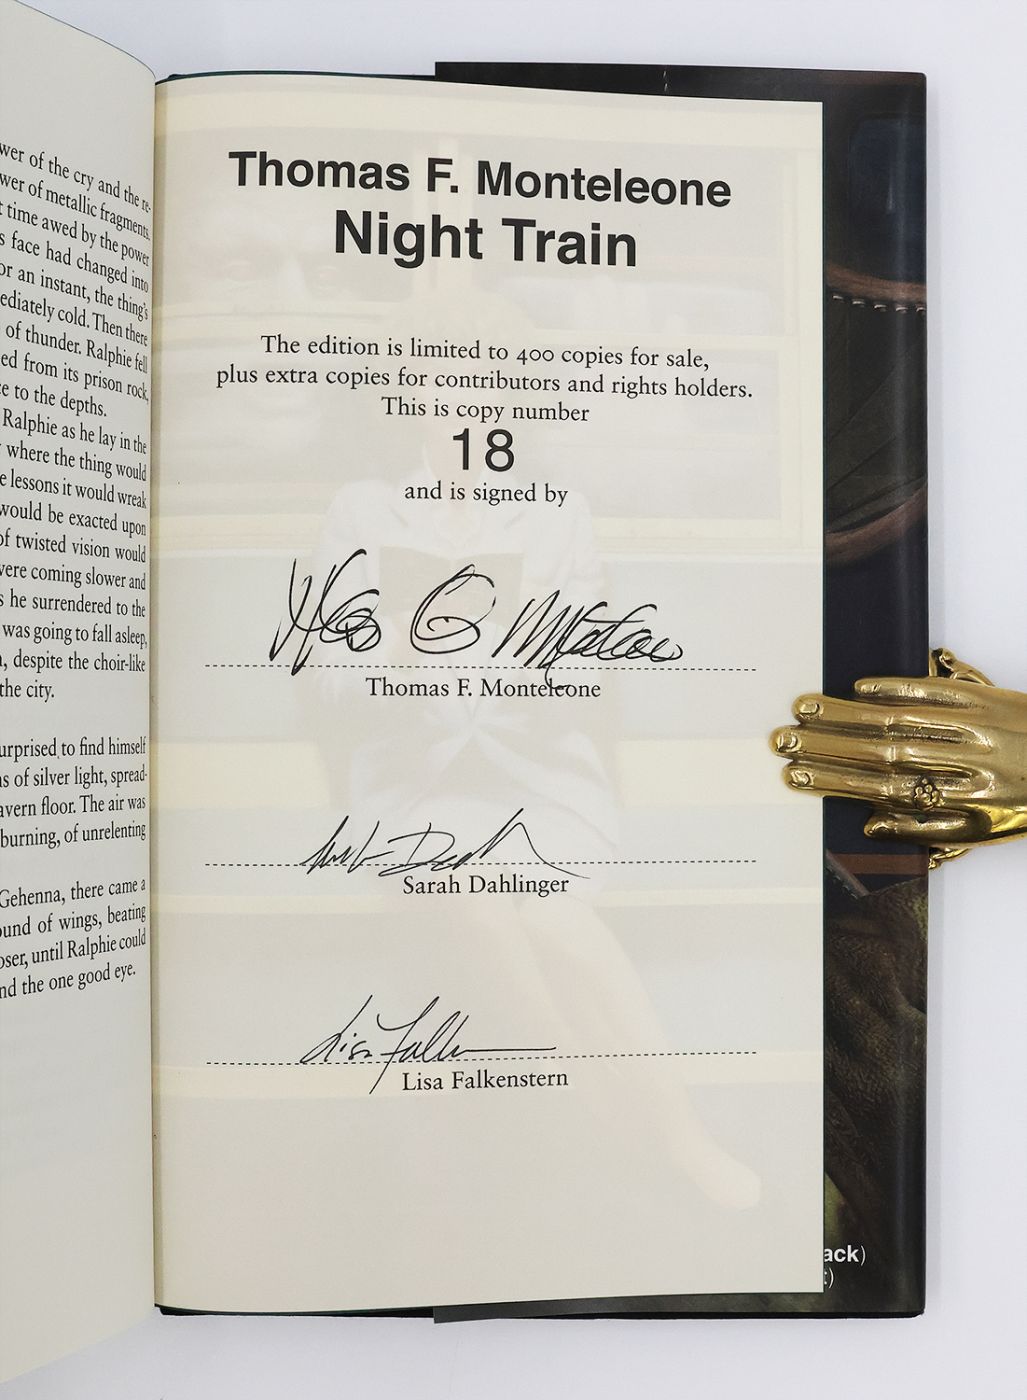 wer of the cry and the re-
wer of metallic fragments.
t time awed by the power
s face had changed into
or an instant, the thing's
ediately cold. Then there
of thunder. Ralphie fell
ed from its prison rock,
e to the depths.
Ralphie as he lay in the
where the thing would
e lessons it would wreak
would be exacted upon
of twisted vision would
vere coming slower and
s he surrendered to the
was going to fall asleep,
, despite the choir-like
the city.
urprised to find himself
as of silver light, spread-
avern floor. The air was
burning, of unrelenting
Gehenna, there came a
ound of wings, beating
oser, until Ralphie could
nd the one good eye.
Thomas F. Monteleone
Night Train
The edition is limited to 400 copies for sale,
plus extra copies for contributors and rights holders.
This is copy number
18
and is signed by
Thomas F. Monteleone
Sarah Dahlinger
Lisa Falkenstern
ack)
:)